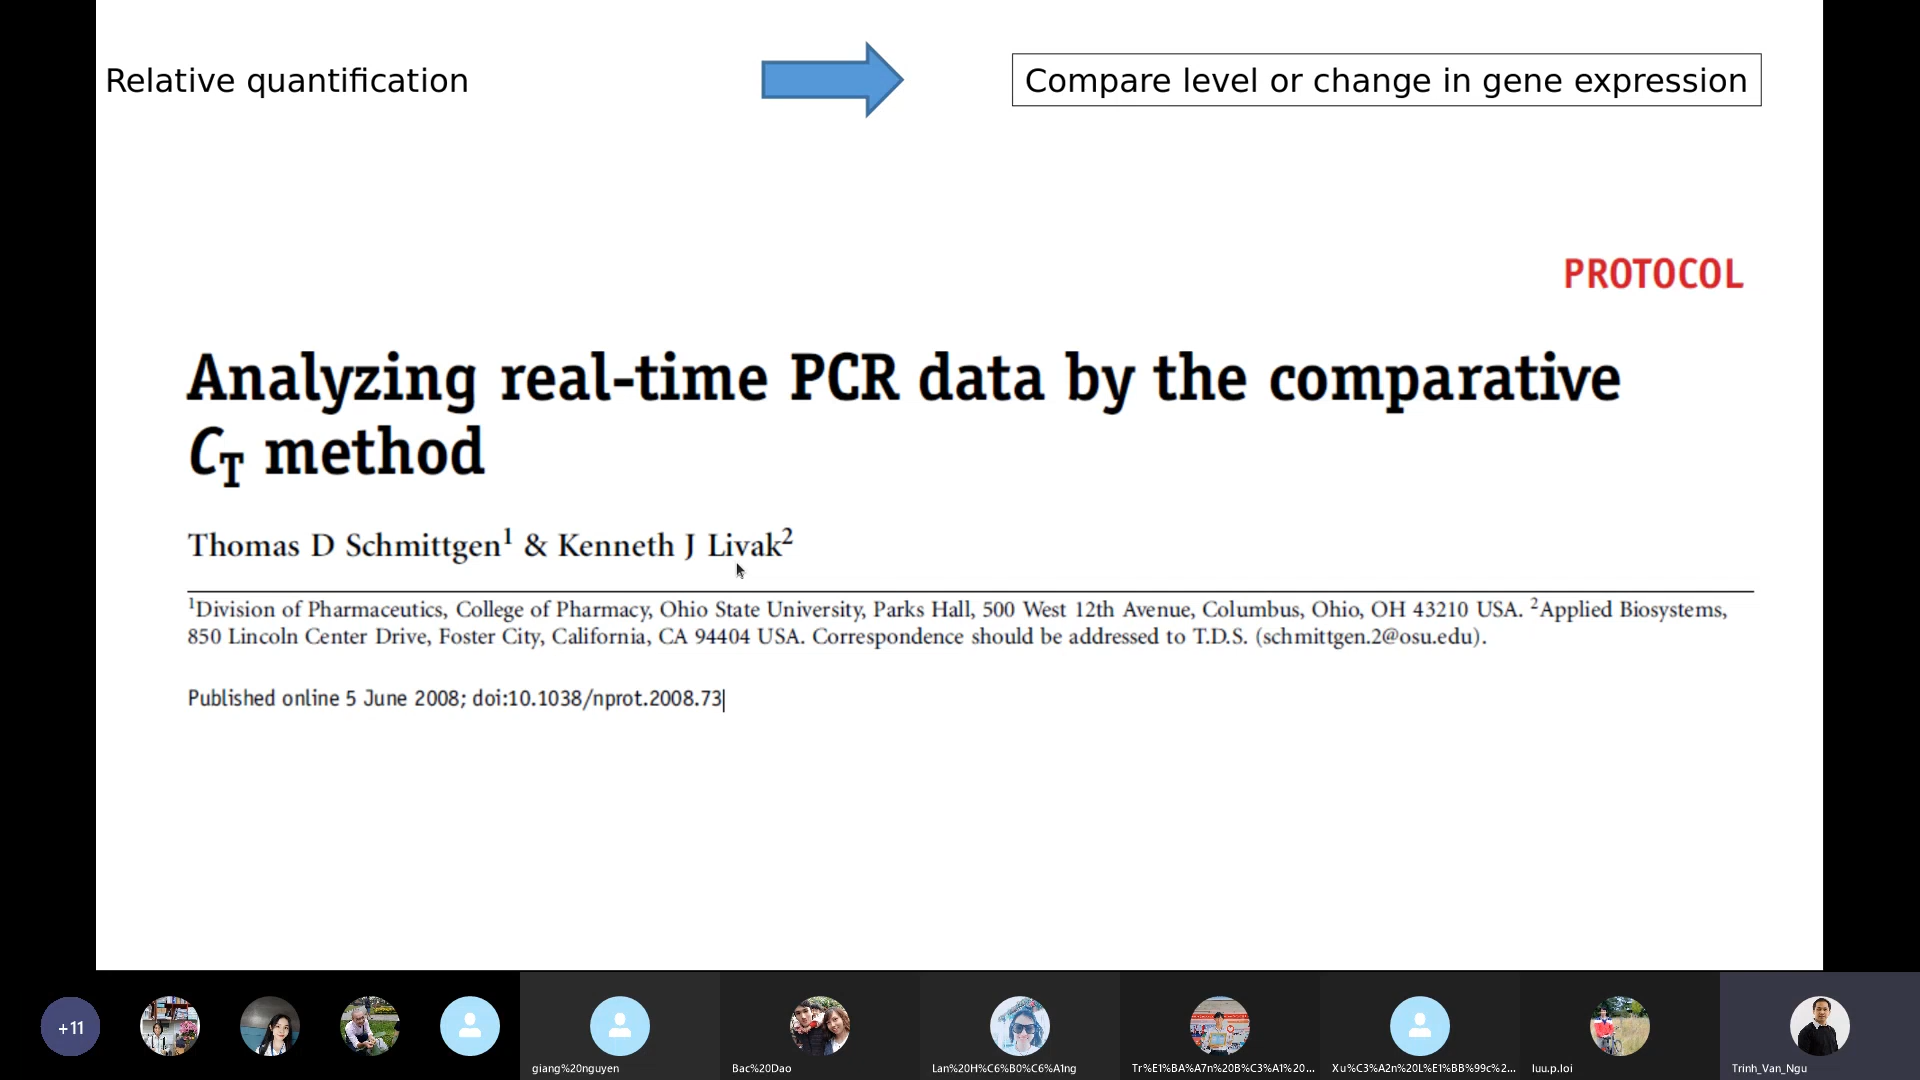 Relative quantification
Compare level or change in gene expression
PROTOCOL
Analyzing real-time PCR data by the comparative
CT method
Thomas D Schmittgen1 & Kenneth J Livak2
1Division of Pharmaceutics, College of Pharmacy, Ohio State University, Parks Hall, 500 West 12th Avenue, Columbus, Ohio, OH 43210 USA. 2Applied Biosystems,
850 Lincoln Center Drive, Foster City, California, CA 94404 USA. Correspondence should be addressed to T.D.S. (schmittgen.2@osu.edu).
Published online 5 June 2008; doi:10.1038/nprot.2008.73
+11
giang%20nguyen
Bac%20Dao
Lan%20H%C6%B0%C6%A1ng
Tr%E1%BA%A7n%20B%C3%A1%20...
Xu%C3%A2n%20L%E1%BB%99c%2...
luu.p.loi
Trinh_Van_Ngu